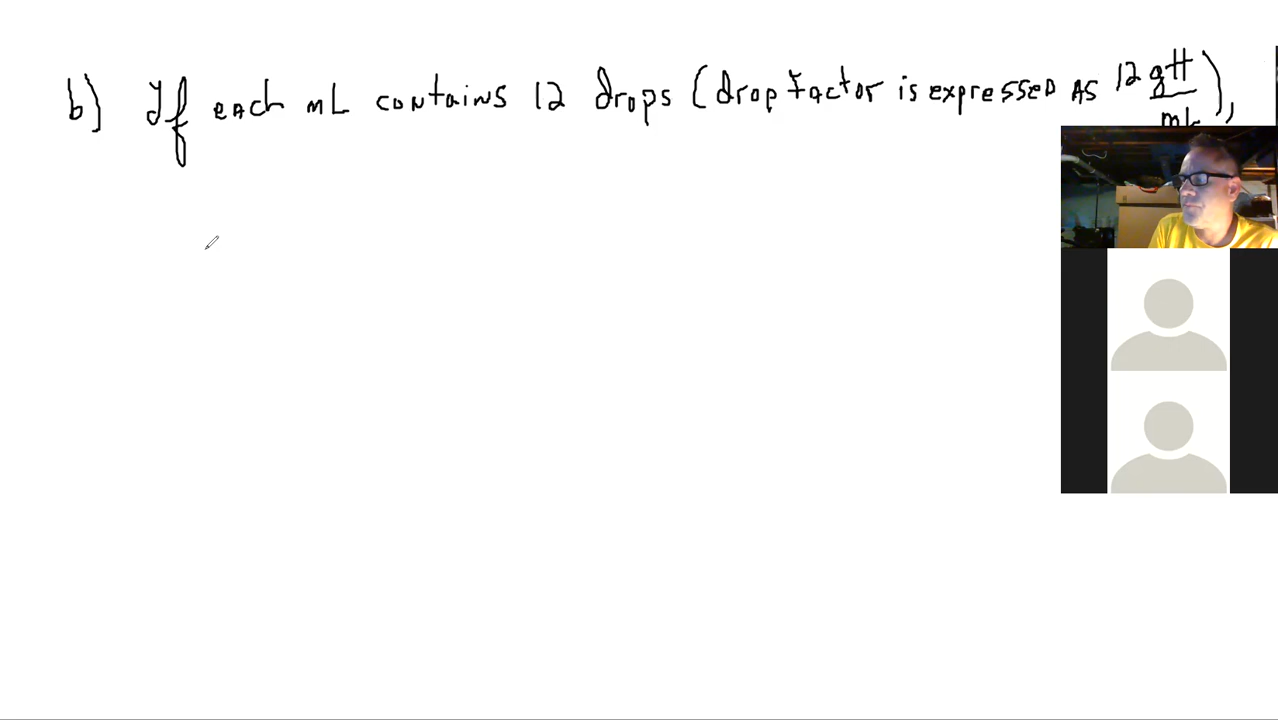 b) If each mL contains 12 drops (drop factor is expressed as 12 gtt/mL),